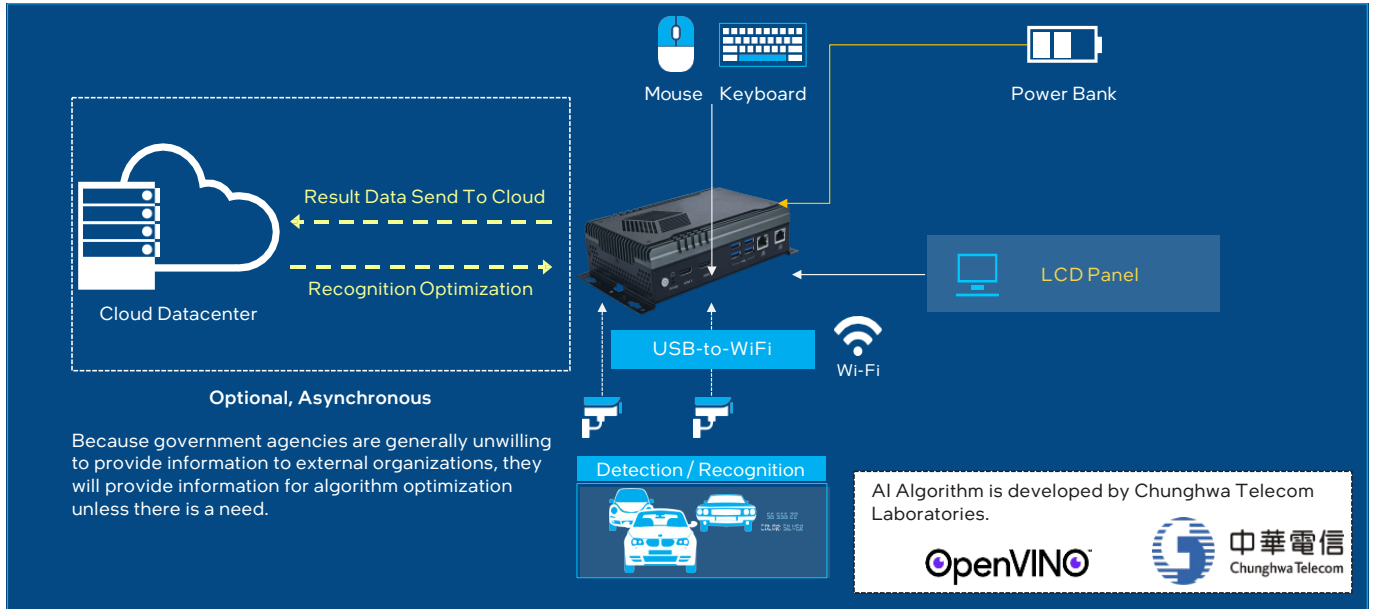 Mouse Keyboard
Power Bank
Result Data Send To Cloud
Recognition Optimization
Cloud Datacenter
LCD Panel
USB-to-WiFi
Wi-Fi
Optional, Asynchronous
Because government agencies are generally unwilling
to provide information to external organizations, they
will provide information for algorithm optimization
unless there is a need.
Detection / Recognition
COLOR: SILVER
AI Algorithm is developed by Chunghwa Telecom
Laboratories.
OpenVINO
中華電信
Chunghwa Telecom